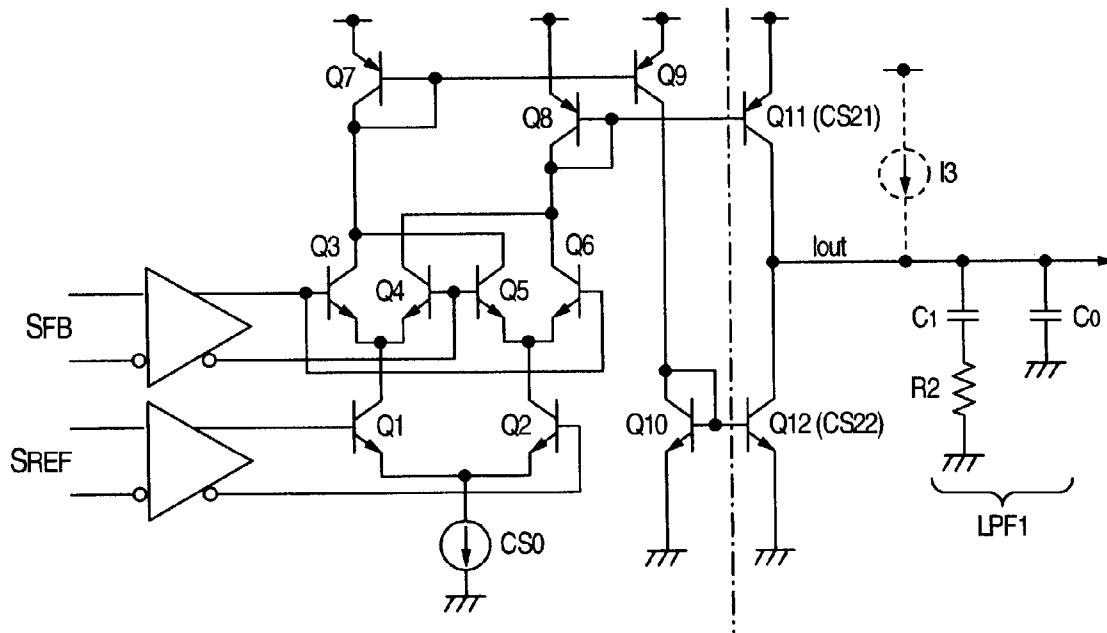 Q7
Q9
Q8
Q11 (CS21)
I3
Q3
Q6
Iout
Q4
Q5
SFB
C1
C0
R2
Q1
Q2
Q10
Q12 (CS22)
SREF
CS0
LPF1